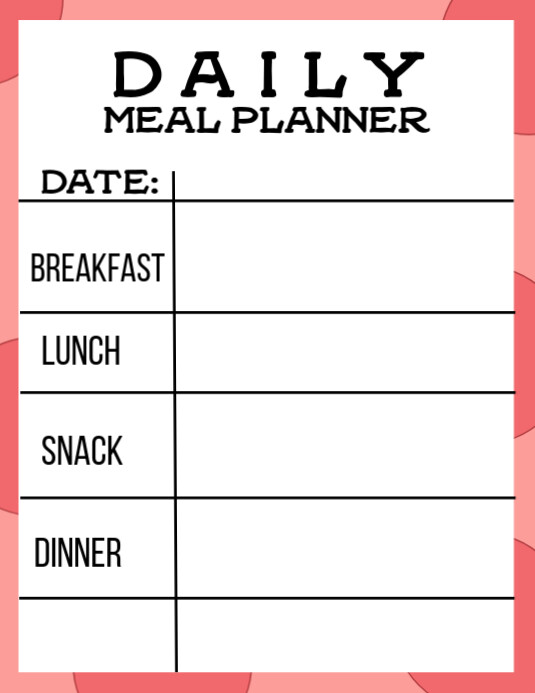 DAILY
MEAL PLANNER
DATE:
BREAKFAST
LUNCH
SNACK
DINNER